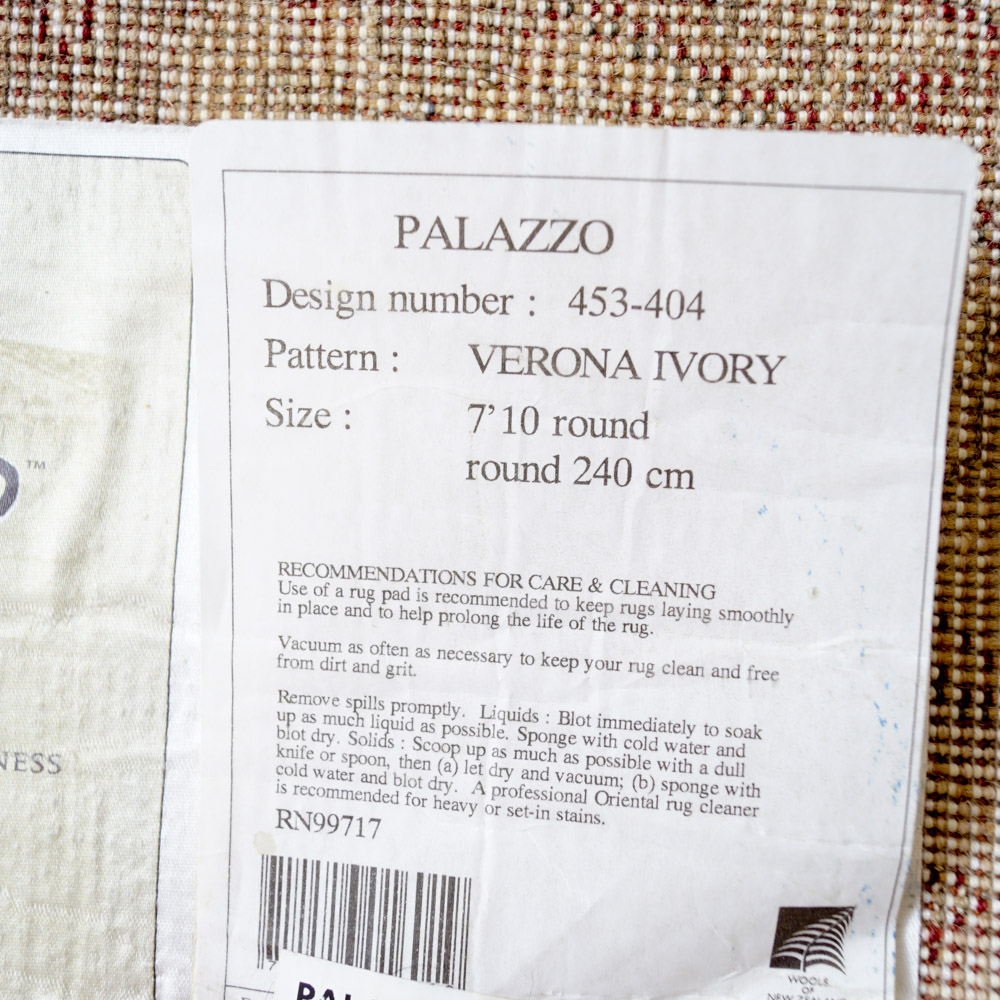 PALAZZO
Design number : 453-404
Pattern : VERONA IVORY
Size : 7'10 round
round 240 cm
RECOMMENDATIONS FOR CARE & CLEANING
Use of a rug pad is recommended to keep rugs laying smoothly
in place and to help prolong the life of the rug.
Vacuum as often as necessary to keep your rug clean and free
from dirt and grit.
Remove spills promptly. Liquids : Blot immediately to soak
up as much liquid as possible. Sponge with cold water and
blot dry. Solids : Scoop up as much as possible with a dull
knife or spoon, then (a) let dry and vacuum; (b) sponge with
cold water and blot dry. A professional Oriental rug cleaner
is recommended for heavy or set-in stains.
RN99717
WOOLS
OF
™
NESS